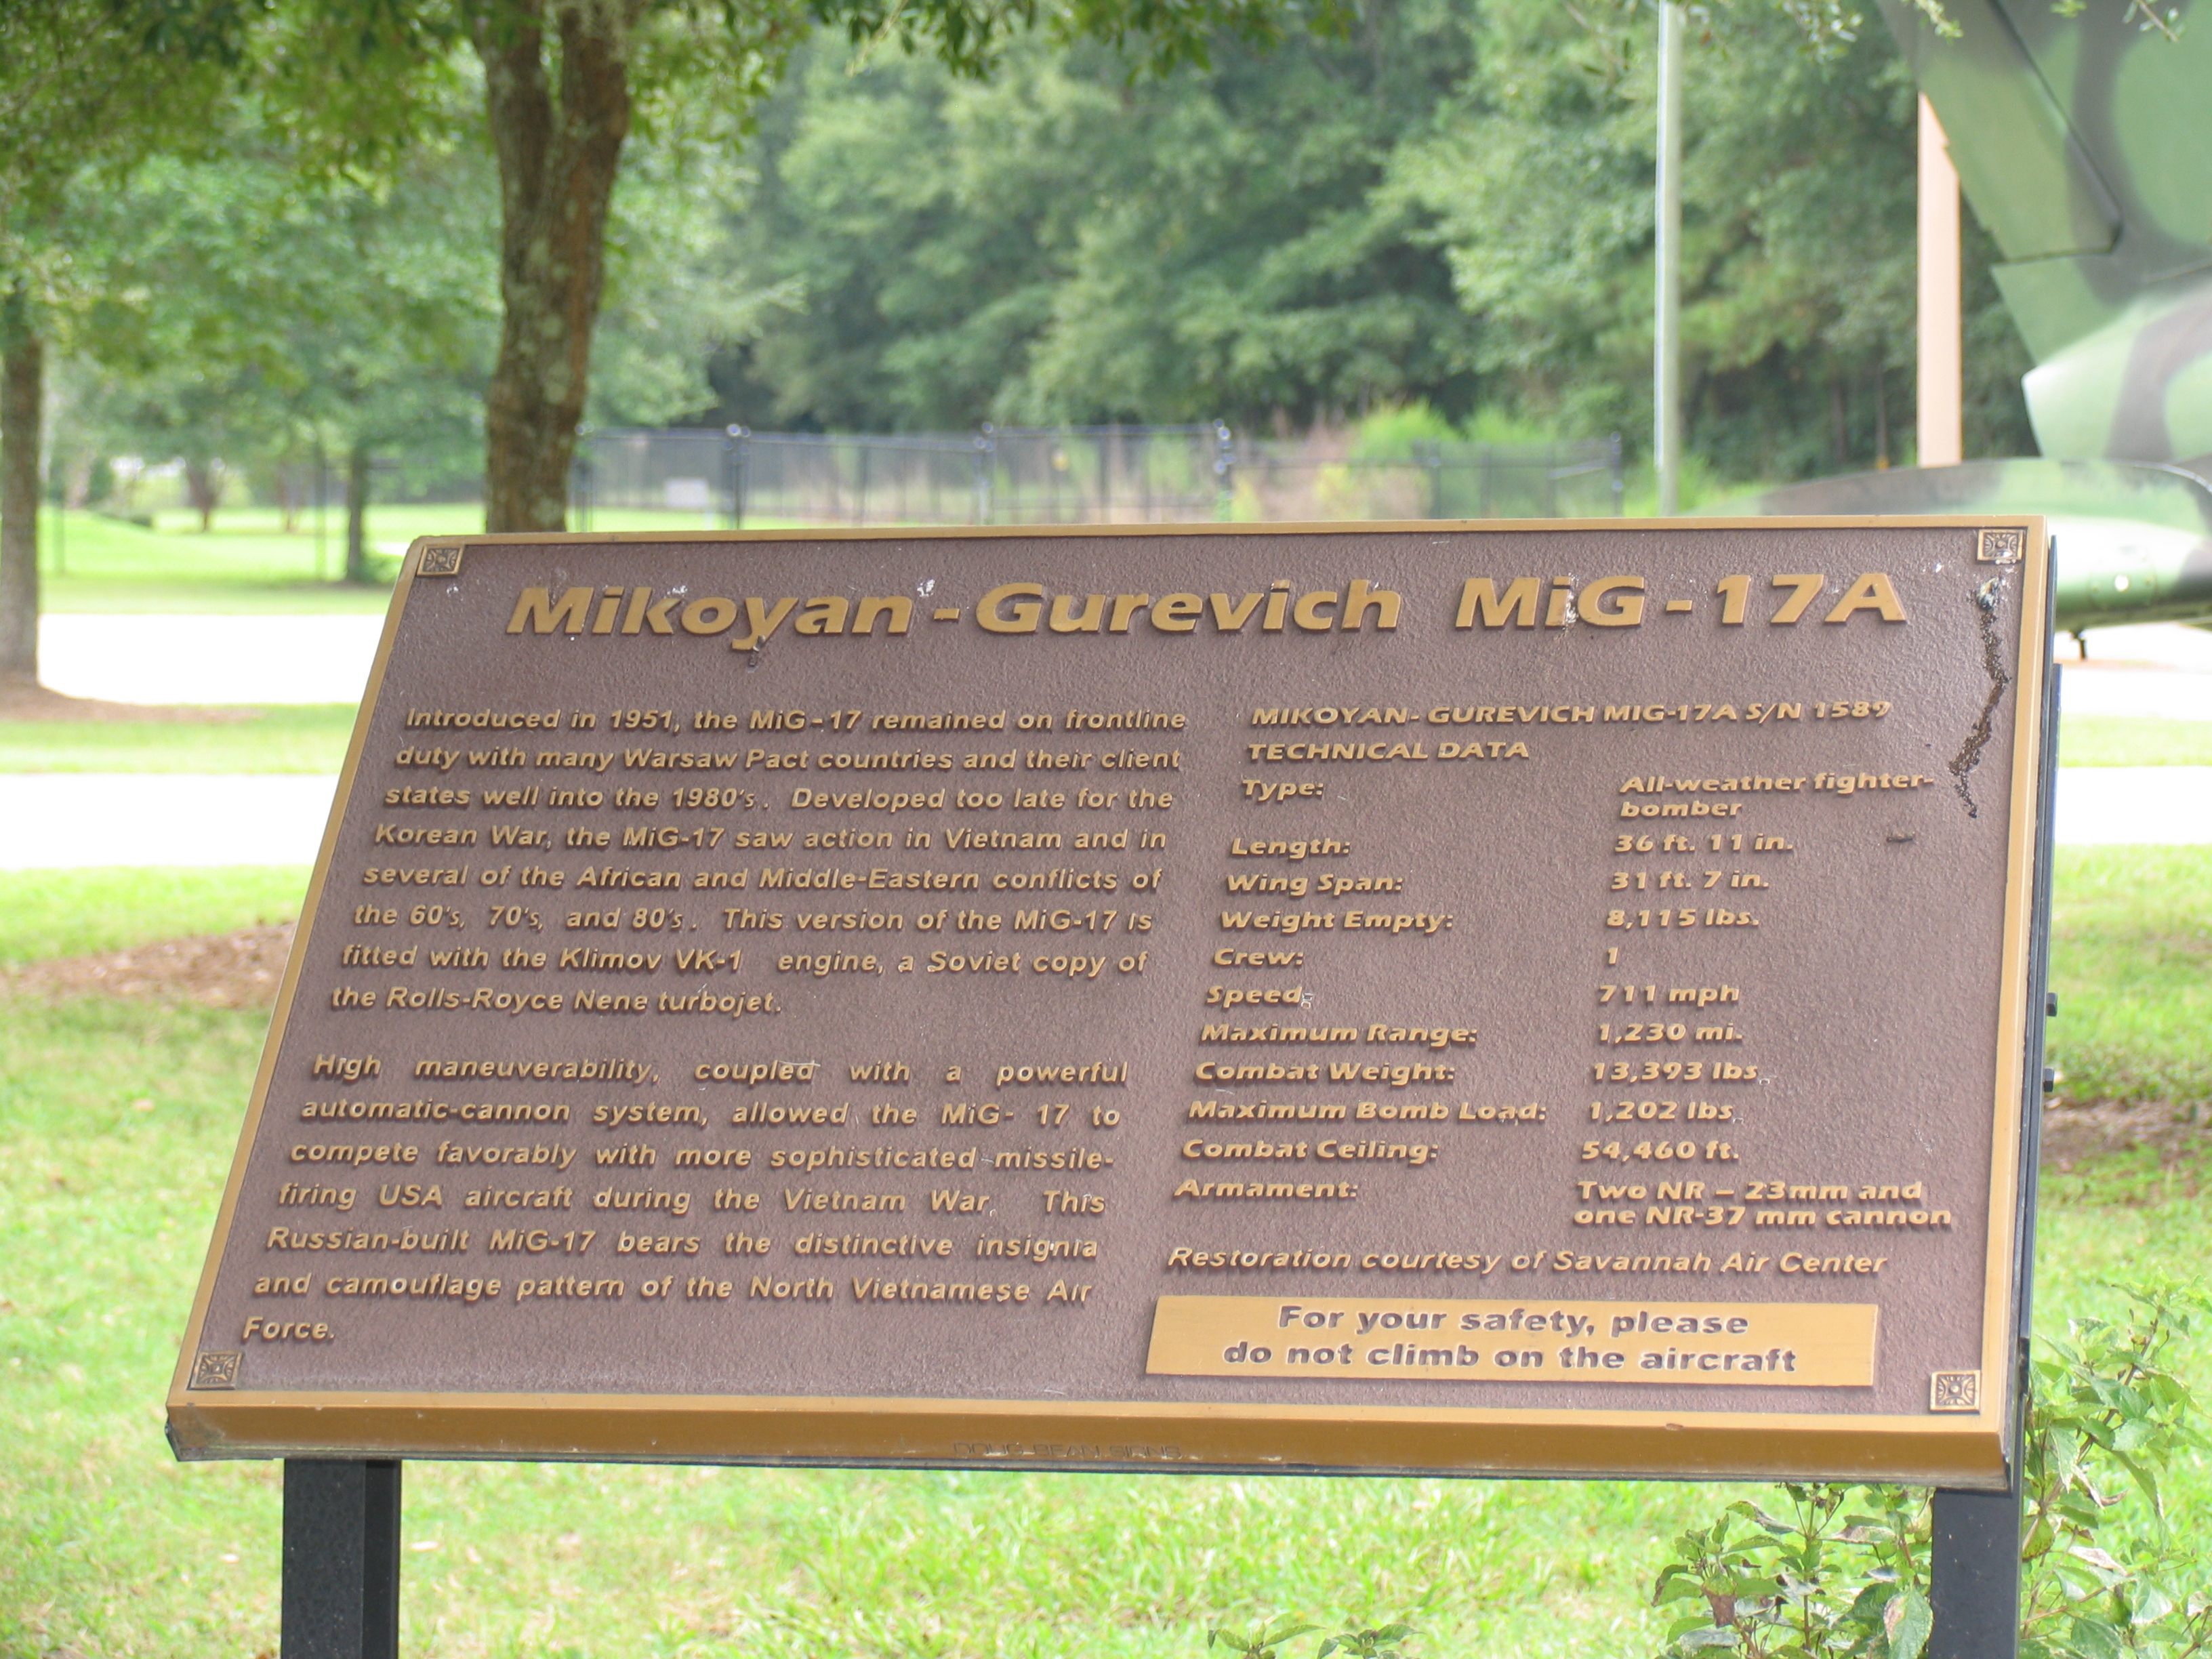 Mikoyan-Gurevich MiG-17A
Introduced in 1951, the MiG-17 remained on frontline
duty with many Warsaw Pact countries and their client
states well into the 1980's. Developed too late for the
Korean War, the MiG-17 saw action in Vietnam and in
several of the African and Middle-Eastern conflicts of
the 60's, 70's, and 80's. This version of the MiG-17 is
fitted with the Klimov VK-1 engine, a Soviet copy of
the Rolls-Royce Nene turbojet.
High maneuverability, coupled with a powerful
automatic-cannon system, allowed the MiG- 17 to
compete favorably with more sophisticated missile-
firing USA aircraft during the Vietnam War. This
Russian-built MiG-17 bears the distinctive insignia
and camouflage pattern of the North Vietnamese Air
Force.
MIKOYAN- GUREVICH MIG-17A S/N 1589
TECHNICAL DATA
Type: All-weather fighter-
bomber
Length: 36 ft. 11 in.
Wing Span: 31 ft. 7 in.
Weight Empty: 8,115 lbs.
Crew: 1
Speed: 711 mph
Maximum Range: 1,230 mi.
Combat Weight: 13,393 lbs.
Maximum Bomb Load: 1,202 lbs.
Combat Ceiling: 54,460 ft.
Armament: Two NR – 23mm and
one NR-37 mm cannon
Restoration courtesy of Savannah Air Center
For your safety, please
do not climb on the aircraft
DOUG BEAN SIGNS